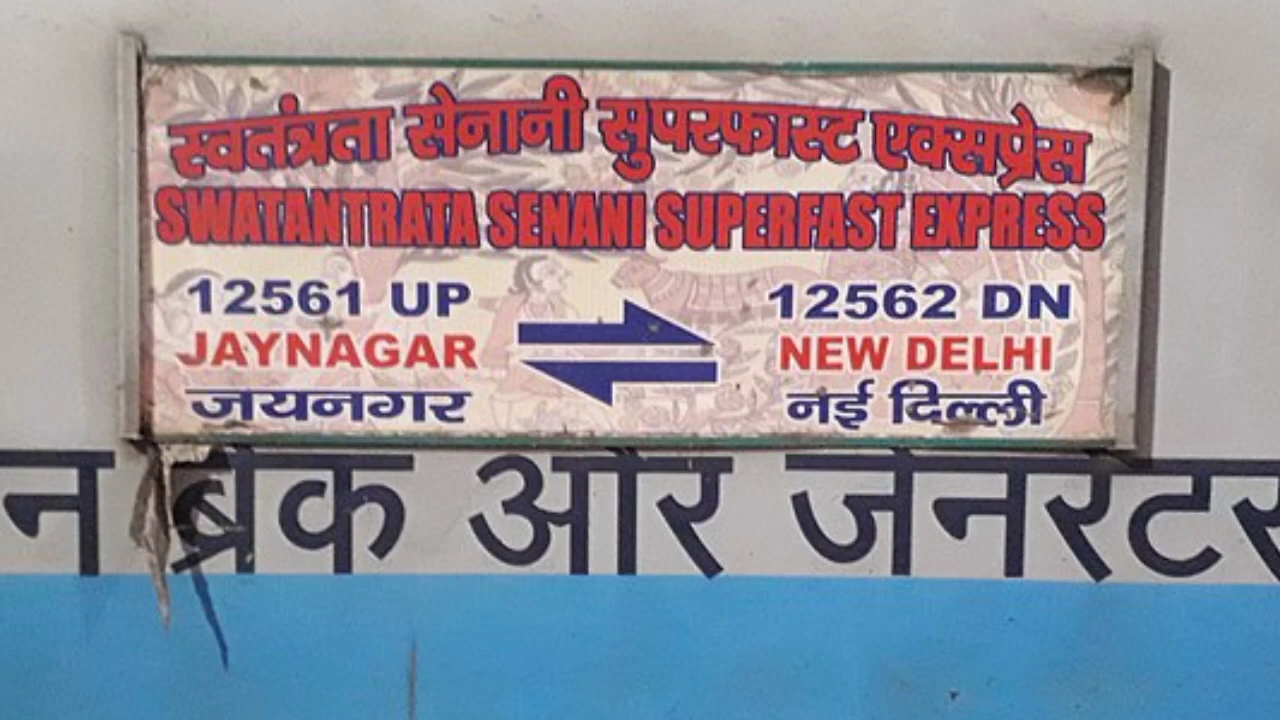 स्वतंत्रता सेनानी सुपरफास्ट एक्सप्रेस
SWATANTRATA SENANI SUPERFAST EXPRESS
12561 UP 12562 DN
JAYNAGAR NEW DELHI
जयनगर नई दिल्ली
ब्रेक और